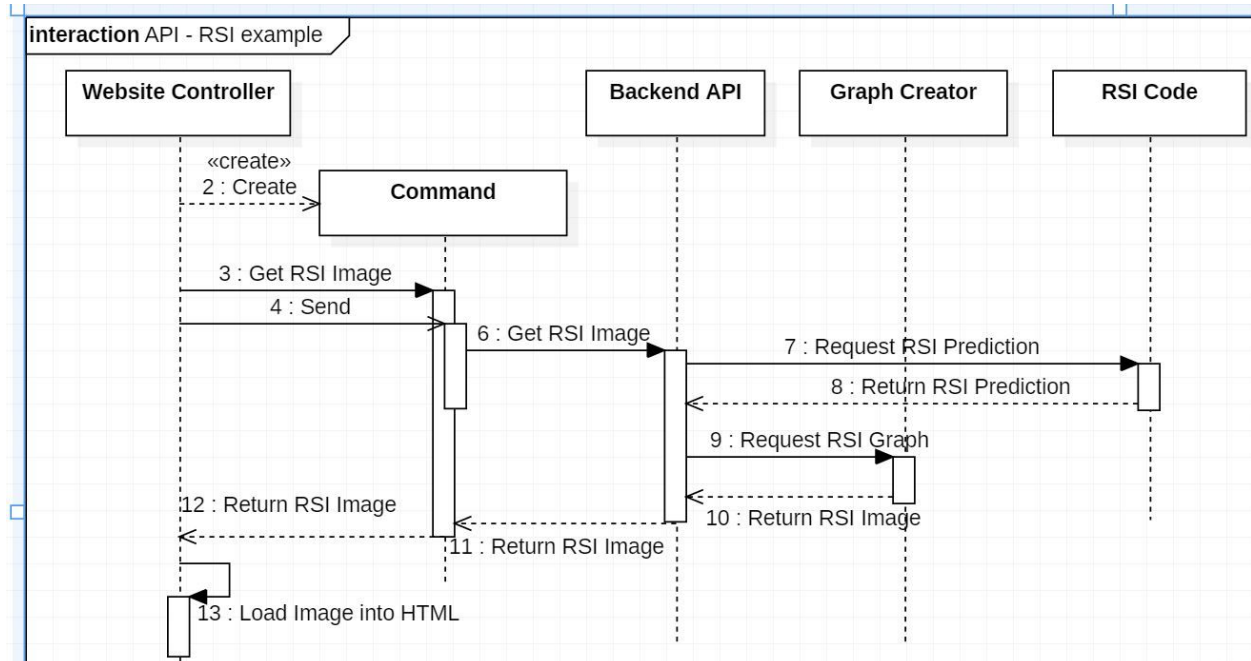 interaction API - RSI example
Website Controller
Backend API
Graph Creator
RSI Code
«create»
2 : Create
Command
3 : Get RSI Image
4 : Send
6 : Get RSI Image
7 : Request RSI Prediction
8 : Return RSI Prediction
9 : Request RSI Graph
10 : Return RSI Image
11 : Return RSI Image
12 : Return RSI Image
13 : Load Image into HTML